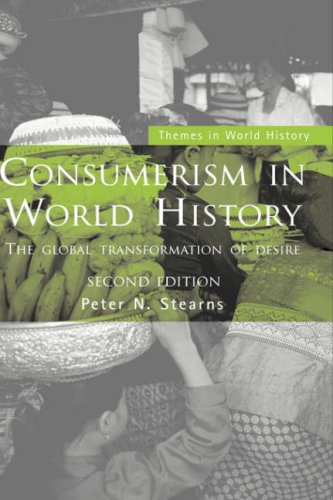 Themes in World History
CONSUMERISM IN
WORLD HISTORY
THE GLOBAL TRANSFORMATION OF DESIRE
SECOND EDITION
Peter N. Stearns